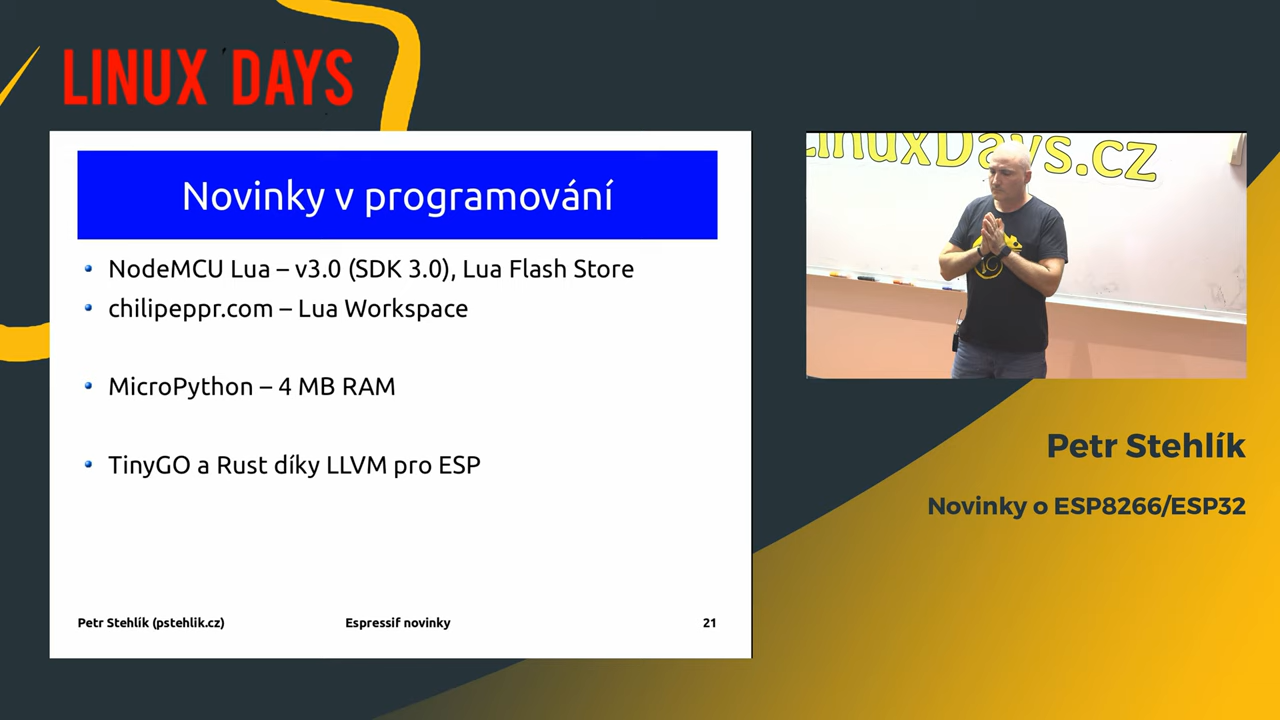 LINUX DAYS
Novinky v programování
NodeMCU Lua – v3.0 (SDK 3.0), Lua Flash Store
chilipeppr.com – Lua Workspace
MicroPython – 4 MB RAM
TinyGO a Rust díky LLVM pro ESP
Petr Stehlík (pstehlik.cz) Espressif novinky 21
LinuxDays.cz
Petr Stehlík
Novinky o ESP8266/ESP32